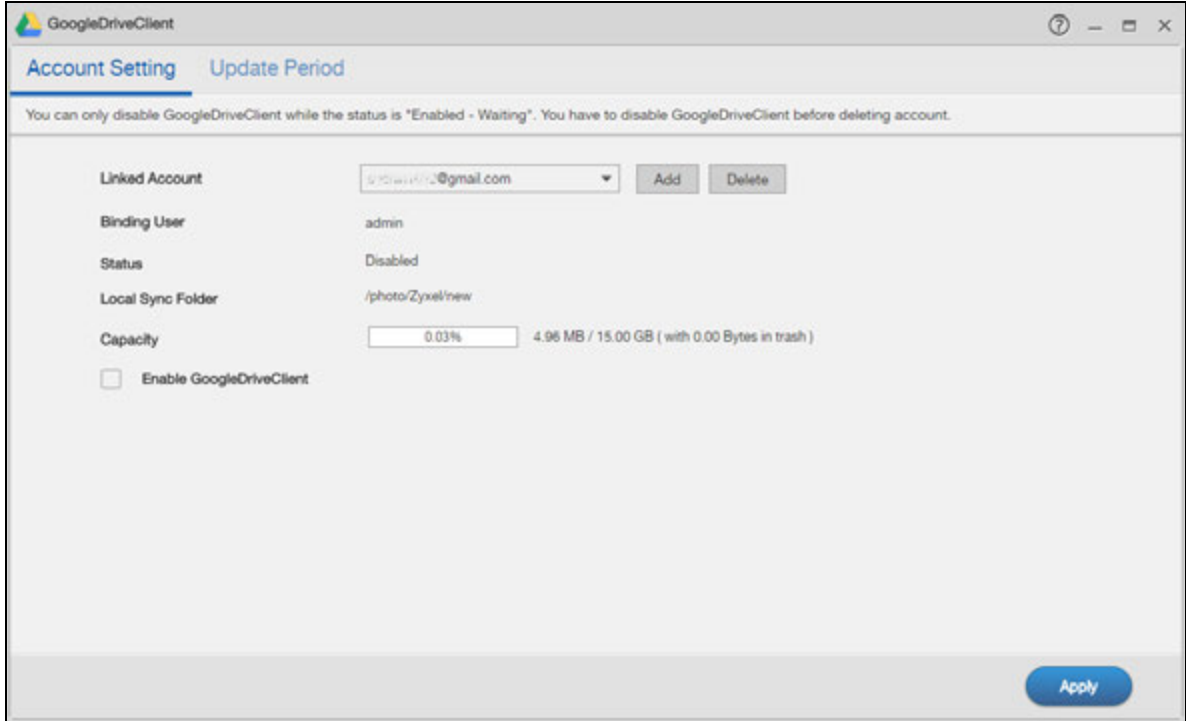 GoogleDriveClient
Account Setting Update Period
You can only disable GoogleDriveClient while the status is "Enabled - Waiting". You have to disable GoogleDriveClient before deleting account.
Linked Account @gmail.com Add Delete
Binding User admin
Status Disabled
Local Sync Folder /photo/Zyxel/new
Capacity 0.03% 4.96 MB / 15.00 GB ( with 0.00 Bytes in trash )
Enable GoogleDriveClient
Apply